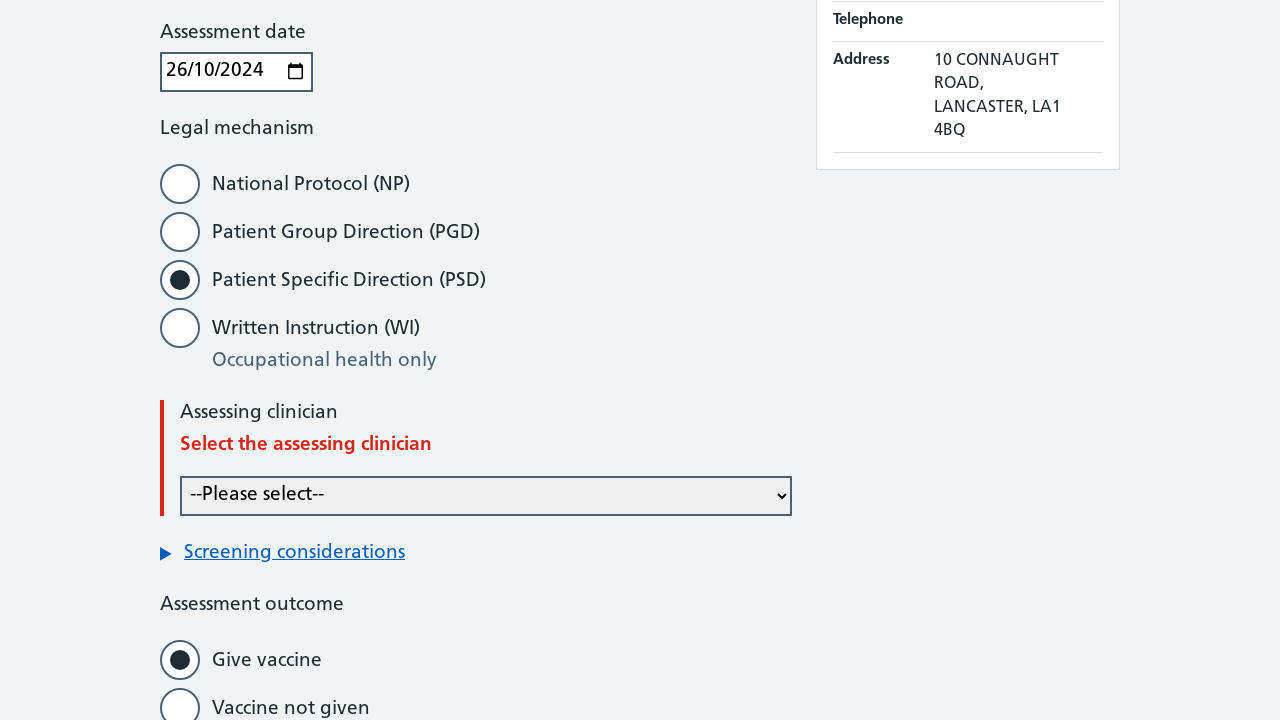 Assessment date
26/10/2024
Legal mechanism
National Protocol (NP)
Patient Group Direction (PGD)
Patient Specific Direction (PSD)
Written Instruction (WI)
Occupational health only
Assessing clinician
Select the assessing clinician
--Please select--
Screening considerations
Assessment outcome
Give vaccine
Vaccine not given
Telephone
Address
10 CONNAUGHT
ROAD,
LANCASTER, LA1
4BQ